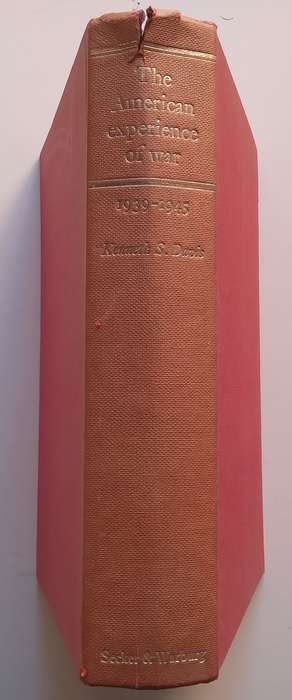 The
American
experience
of war
1939-1945
Kenneth S. Davis
Secker & Warburg